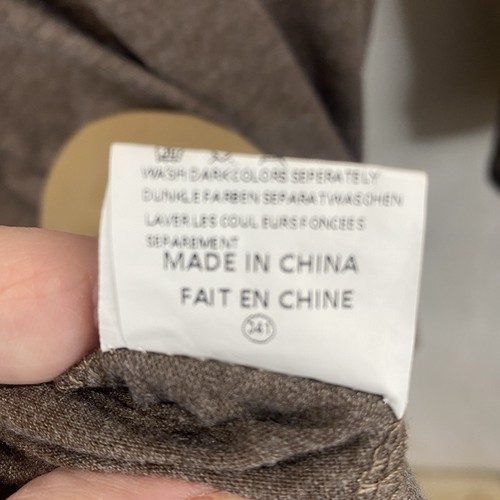 WASH DARK COLORS SEPERATELY
DUNKLE FARBEN SEPARAT WASCHEN
LAVER LES COULEURS FONCEES
SEPAREMENT
MADE IN CHINA
FAIT EN CHINE
341